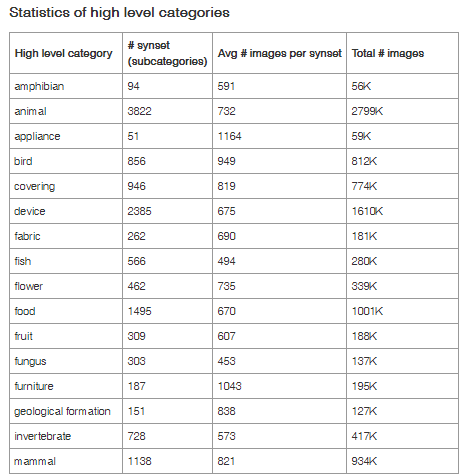 Statistics of high level categories
High level category # synset (subcategories) Avg # images per synset Total # images
amphibian 94 591 56K
animal 3822 732 2799K
appliance 51 1164 59K
bird 856 949 812K
covering 946 819 774K
device 2385 675 1610K
fabric 262 690 181K
fish 566 494 280K
flower 462 735 339K
food 1495 670 1001K
fruit 309 607 188K
fungus 303 453 137K
furniture 187 1043 195K
geological formation 151 838 127K
invertebrate 728 573 417K
mammal 1138 821 934K